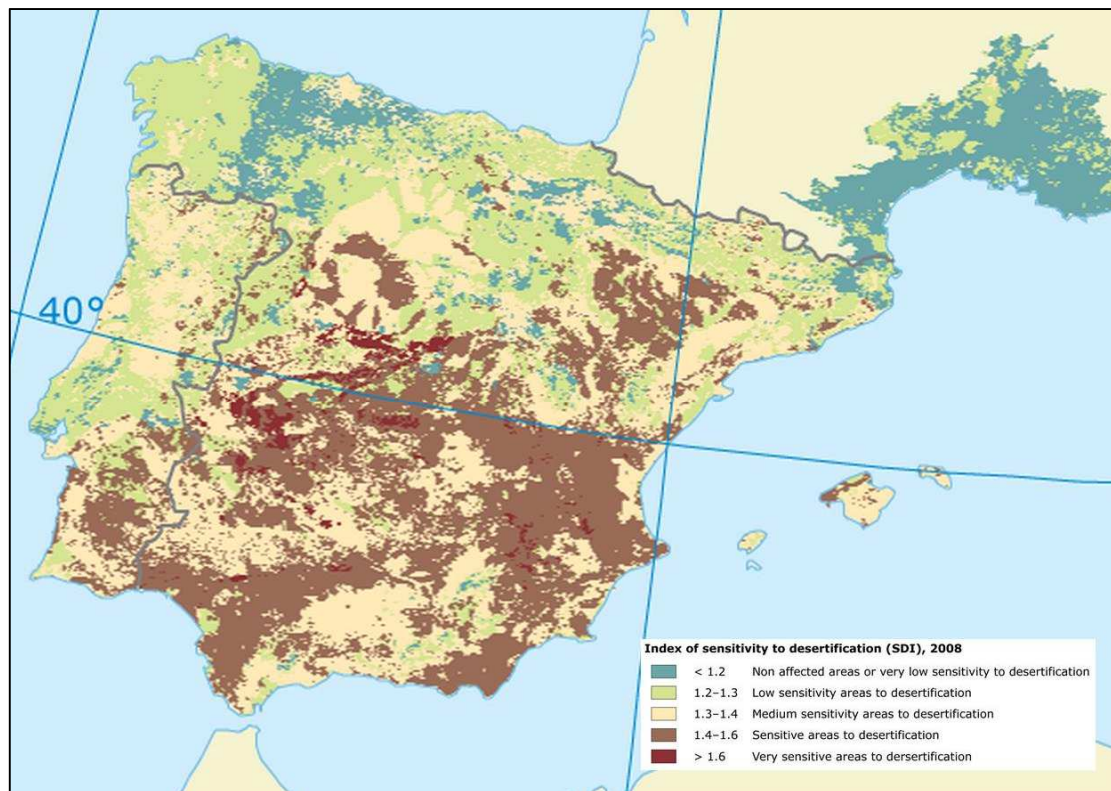 40°
Index of sensitivity to desertification (SDI), 2008
< 1.2 Non affected areas or very low sensitivity to desertification
1.2–1.3 Low sensitivity areas to desertification
1.3–1.4 Medium sensitivity areas to desertification
1.4–1.6 Sensitive areas to desertification
> 1.6 Very sensitive areas to dersertification